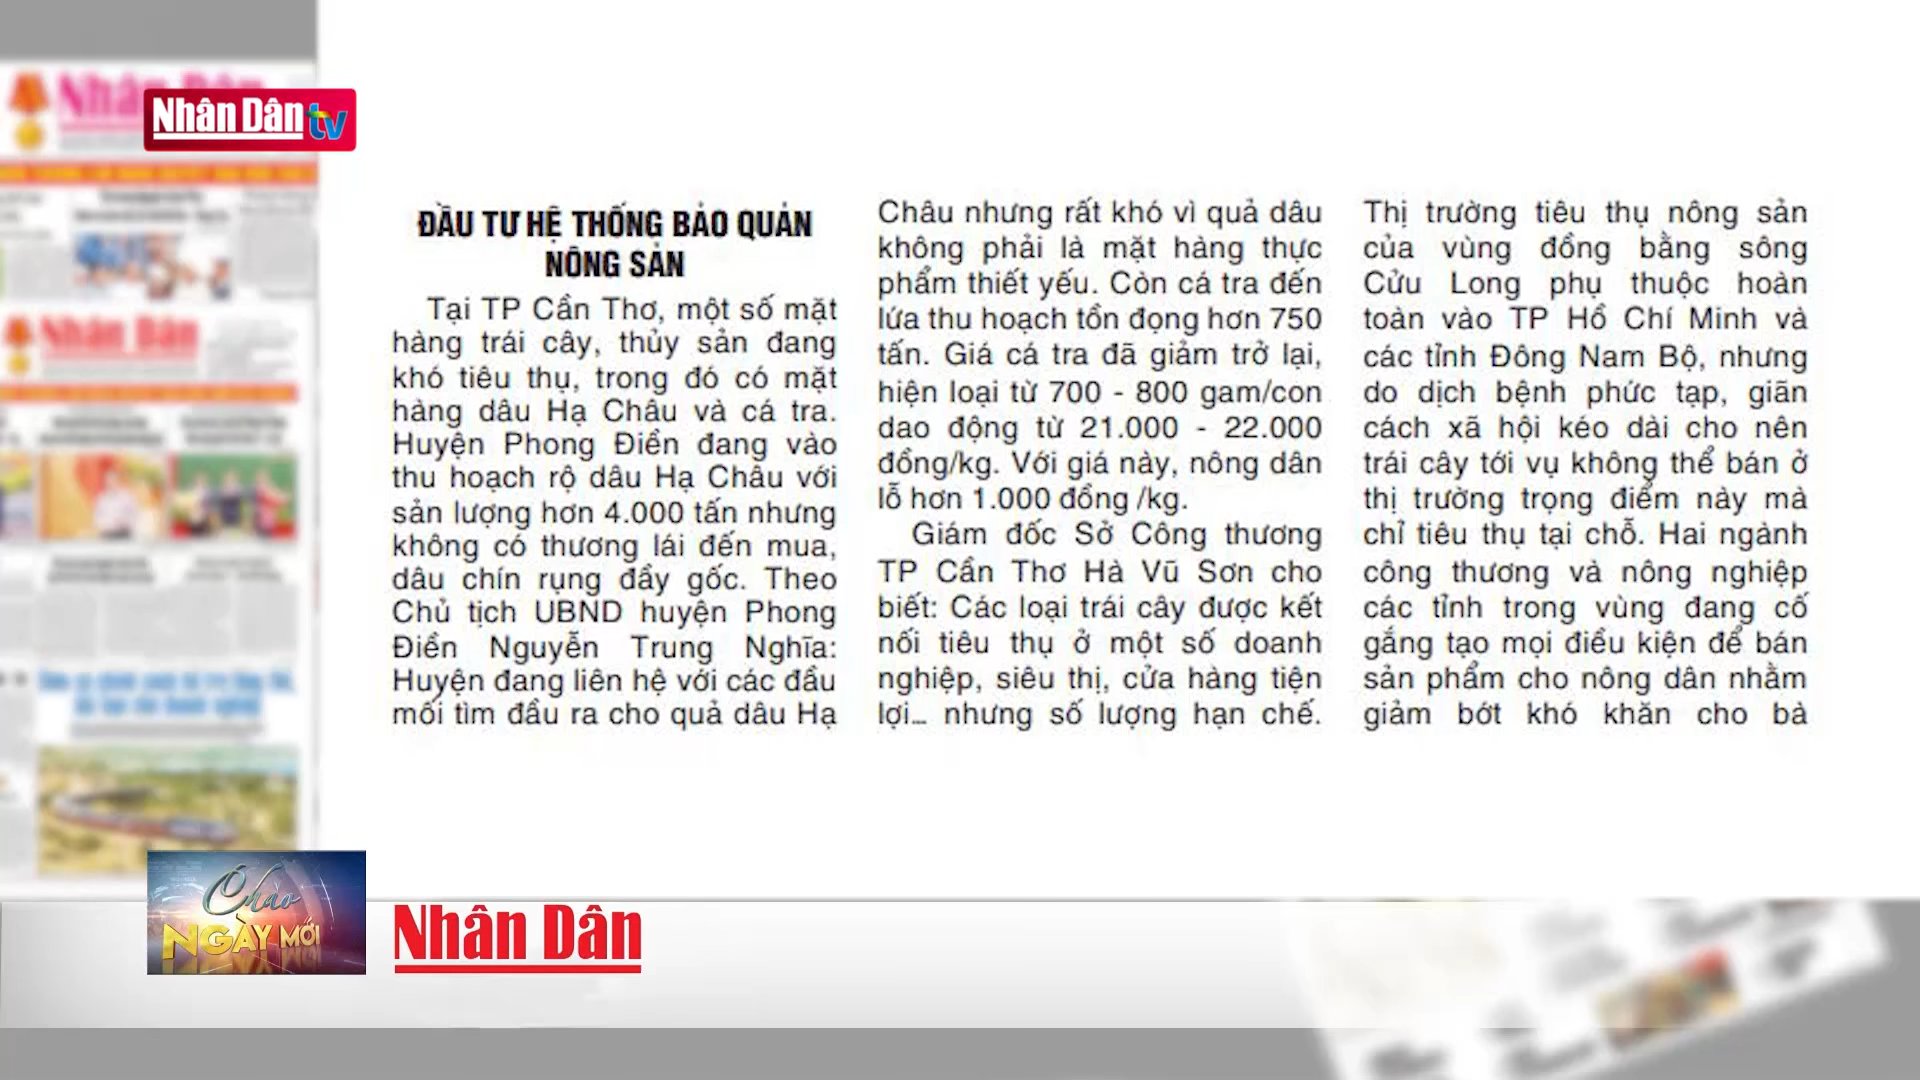 Nhân Dân tv
ĐẦU TƯ HỆ THỐNG BẢO QUẢN
NÔNG SẢN
Tại TP Cần Thơ, một số mặt
hàng trái cây, thủy sản đang
khó tiêu thụ, trong đó có mặt
hàng dâu Hạ Châu và cá tra.
Huyện Phong Điền đang vào
thu hoạch rộ dâu Hạ Châu với
sản lượng hơn 4.000 tấn nhưng
không có thương lái đến mua,
dâu chín rụng đầy gốc. Theo
Chủ tịch UBND huyện Phong
Điền Nguyễn Trung Nghĩa:
Huyện đang liên hệ với các đầu
mối tìm đầu ra cho quả dâu Hạ
Châu nhưng rất khó vì quả dâu
không phải là mặt hàng thực
phẩm thiết yếu. Còn cá tra đến
lứa thu hoạch tồn đọng hơn 750
tấn. Giá cá tra đã giảm trở lại,
hiện loại từ 700 - 800 gam/con
dao động từ 21.000 - 22.000
đồng/kg. Với giá này, nông dân
lỗ hơn 1.000 đồng /kg.
Giám đốc Sở Công thương
TP Cần Thơ Hà Vũ Sơn cho
biết: Các loại trái cây được kết
nối tiêu thụ ở một số doanh
nghiệp, siêu thị, cửa hàng tiện
lợi… nhưng số lượng hạn chế.
Thị trường tiêu thụ nông sản
của vùng đồng bằng sông
Cửu Long phụ thuộc hoàn
toàn vào TP Hồ Chí Minh và
các tỉnh Đông Nam Bộ, nhưng
do dịch bệnh phức tạp, giãn
cách xã hội kéo dài cho nên
trái cây tới vụ không thể bán ở
thị trường trọng điểm này mà
chỉ tiêu thụ tại chỗ. Hai ngành
công thương và nông nghiệp
các tỉnh trong vùng đang cố
gắng tạo mọi điều kiện để bán
sản phẩm cho nông dân nhằm
giảm bớt khó khăn cho bà
Chào
NGÀY MỚI
Nhân Dân
Nhân Dân